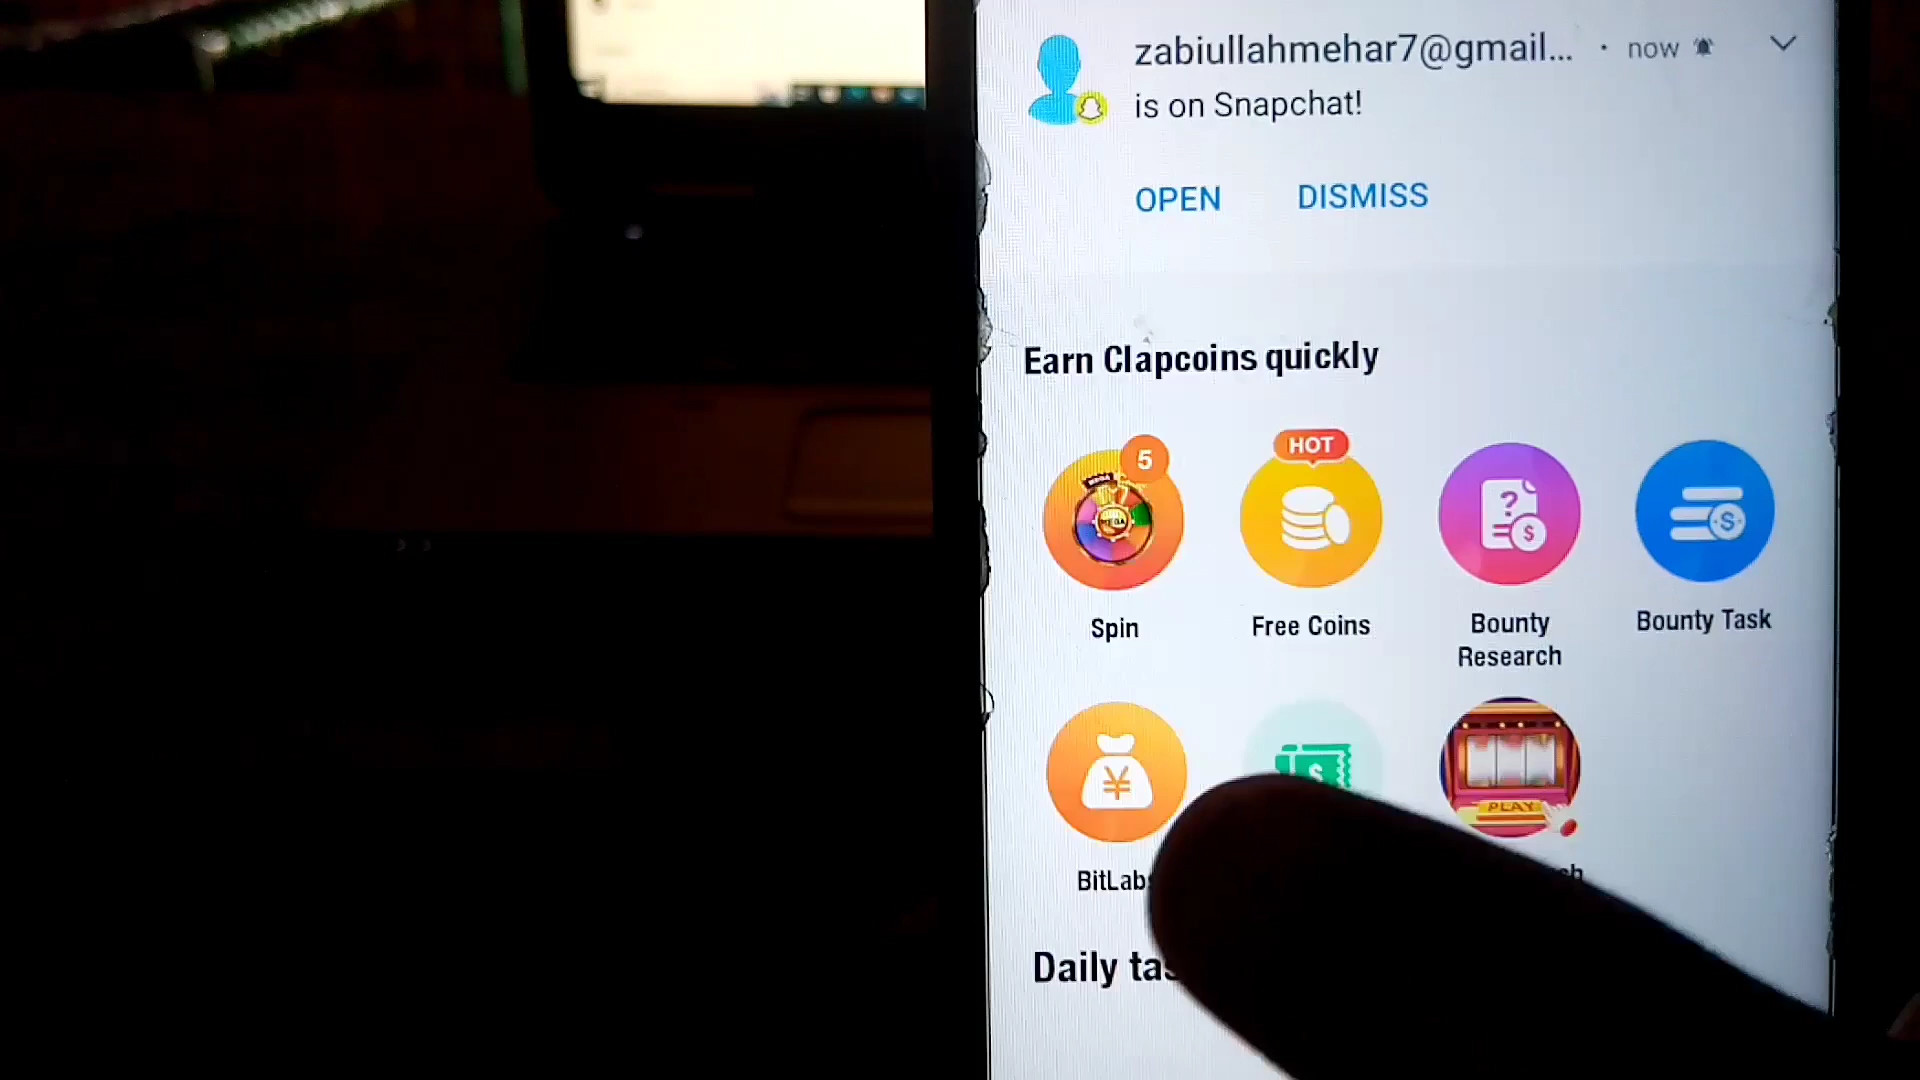 zabiullahmehar7@gmail... • now
is on Snapchat!
OPEN DISMISS
Earn Clapcoins quickly
5
HOT
Spin
Free Coins
Bounty
Research
Bounty Task
PLAY
BitLab
Daily